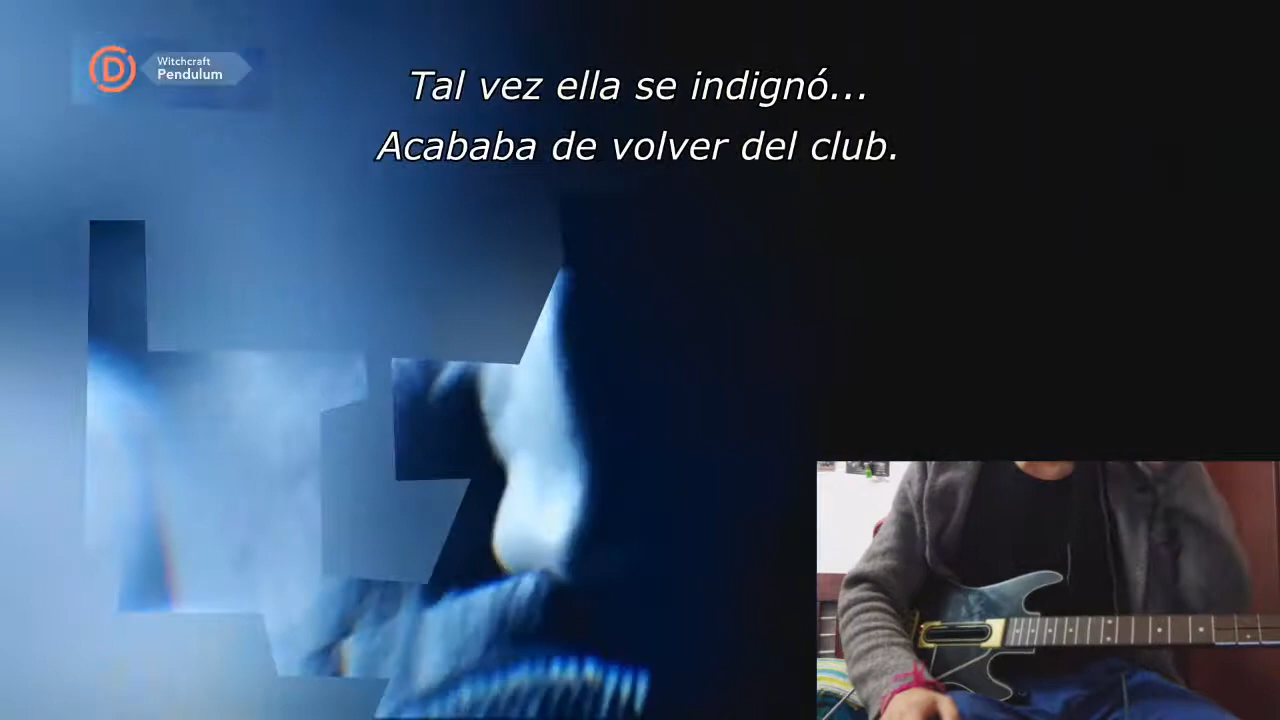 Witchcraft
Pendulum
Tal vez ella se indignó...
Acababa de volver del club.